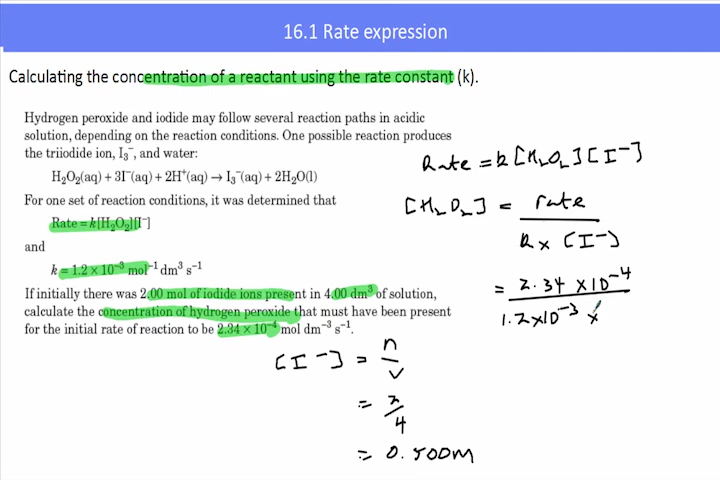 16.1 Rate expression
Calculating the concentration of a reactant using the rate constant (k).
Hydrogen peroxide and iodide may follow several reaction paths in acidic
solution, depending on the reaction conditions. One possible reaction produces
the triiodide ion, I₃⁻, and water:
H₂O₂(aq) + 3I⁻(aq) + 2H⁺(aq) → I₃⁻(aq) + 2H₂O(l)
For one set of reaction conditions, it was determined that
Rate = k[H₂O₂][I⁻]
and
k = 1.2 × 10⁻³ mol⁻¹ dm³ s⁻¹
If initially there was 2.00 mol of iodide ions present in 4.00 dm³ of solution,
calculate the concentration of hydrogen peroxide that must have been present
for the initial rate of reaction to be 2.34 × 10⁻⁴ mol dm⁻³ s⁻¹.
Rate = k[H₂O₂][I⁻]
[H₂O₂] = rate
k × [I⁻]
= 2.34 × 10⁻⁴
1.2 × 10⁻³ ×
[I⁻] = n
v
= 2
4
= 0.500M